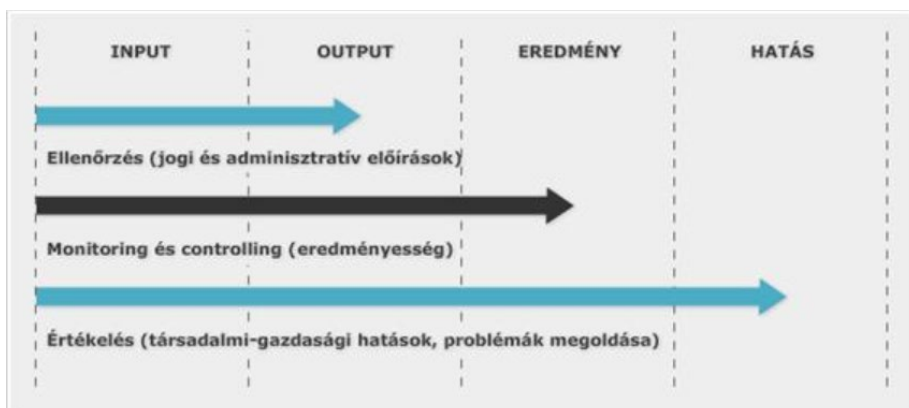 INPUT OUTPUT EREDMÉNY HATÁS
Ellenőrzés (jogi és adminisztratív előírások)
Monitoring és controlling (eredményesség)
Értékelés (társadalmi-gazdasági hatások, problémák megoldása)